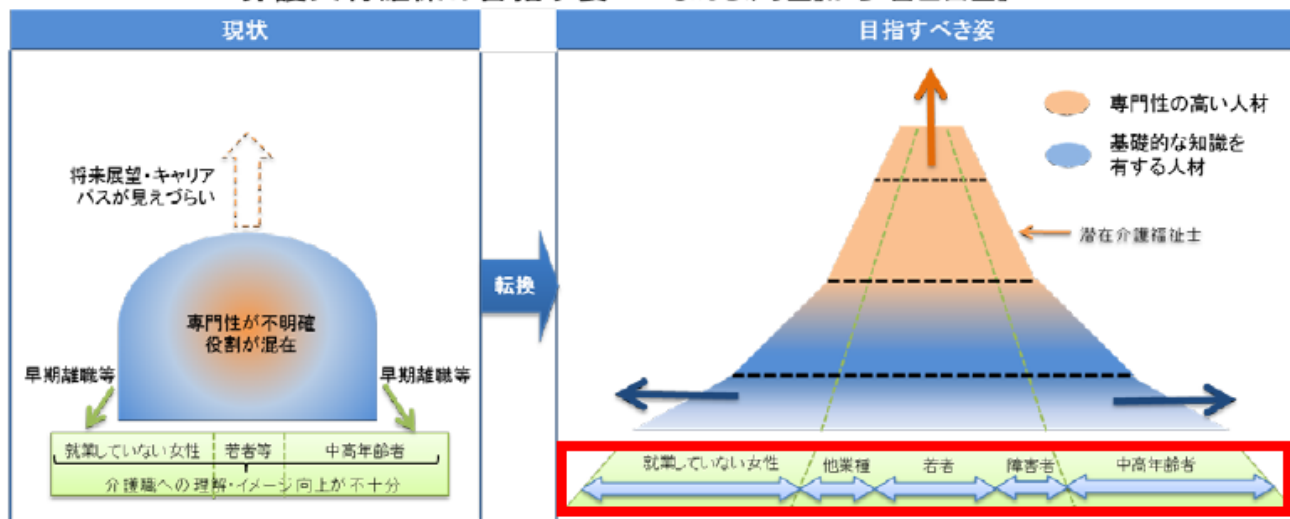 現状
将来展望・キャリア
パスが見えづらい
専門性が不明確
役割が混在
早期離職等
早期離職等
就業していない女性
若者等
中高年齢者
介護職への理解・イメージ向上が不十分
転換
目指すべき姿
専門性の高い人材
基礎的な知識を
有する人材
潜在介護福祉士
就業していない女性
他業種
若者
障害者
中高年齢者